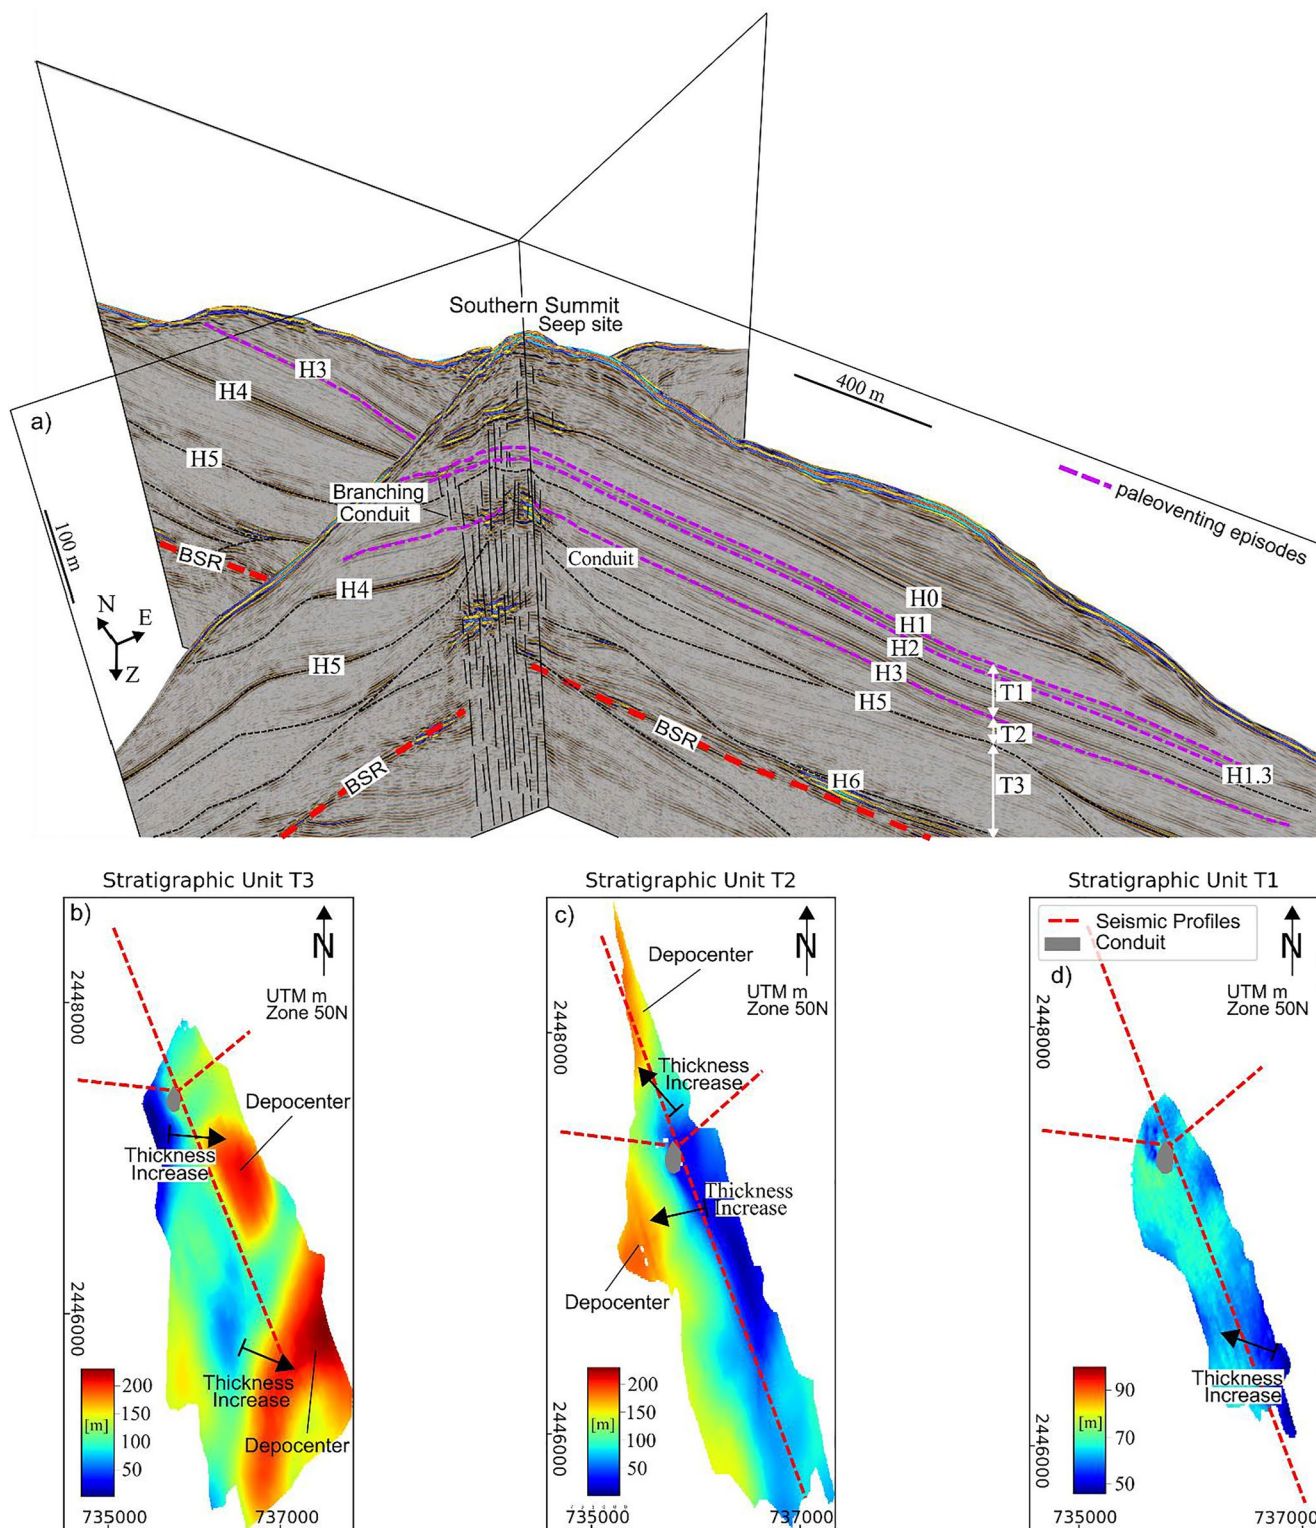 Southern Summit
Seep site
400 m
paleoventing episodes
a)
H3
H4
H5
Branching
Conduit
BSR
100 m
N
E
Z
Conduit
H4
H5
BSR
BSR
H0
H1
H2
H3
H5
H6
T1
T2
T3
H1.3
Stratigraphic Unit T3
b)
N
UTM m
Zone 50N
2448000
2446000
Depocenter
Thickness
Increase
Thickness
Increase
Depocenter
200
150
[m]
100
50
735000
737000
Stratigraphic Unit T2
c)
N
UTM m
Zone 50N
2448000
2446000
Depocenter
Thickness
Increase
Thickness
Increase
Depocenter
200
150
[m]
100
50
735000
737000
Stratigraphic Unit T1
Seismic Profiles
Conduit
N
d)
UTM m
Zone 50N
2448000
2446000
Thickness
Increase
90
[m]
70
50
735000
737000